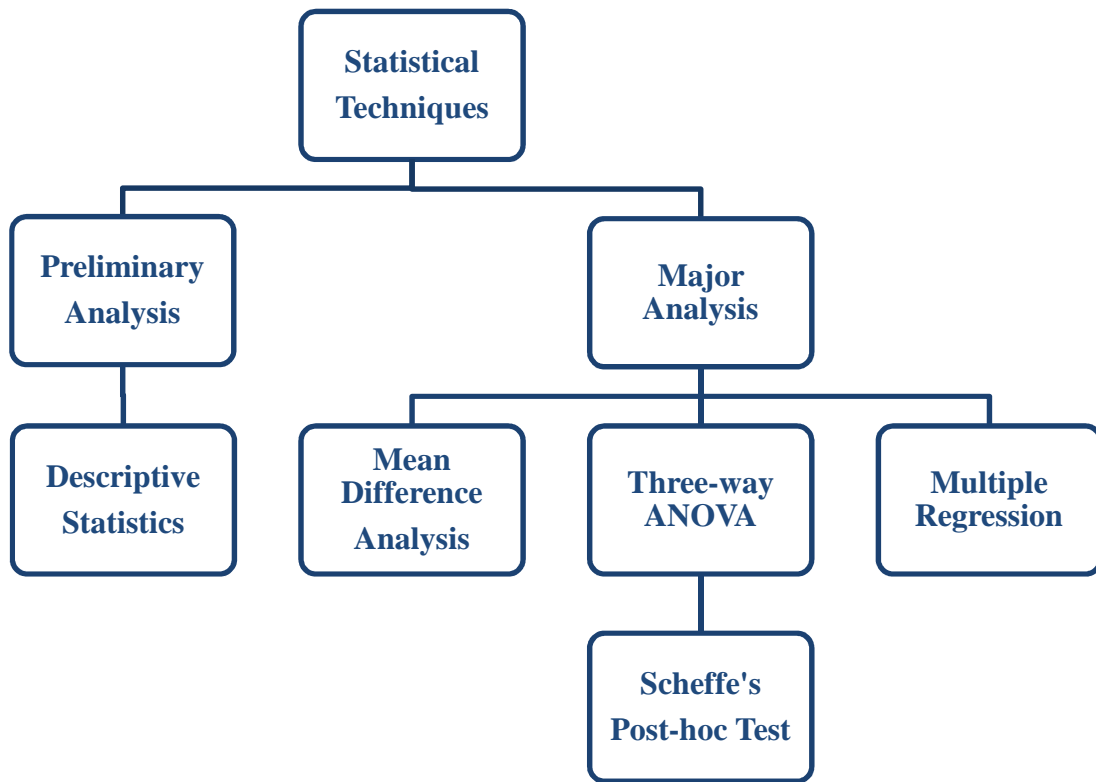 Statistical
Techniques
Preliminary
Analysis
Major
Analysis
Descriptive
Statistics
Mean
Difference
Analysis
Three-way
ANOVA
Multiple
Regression
Scheffe's
Post-hoc Test